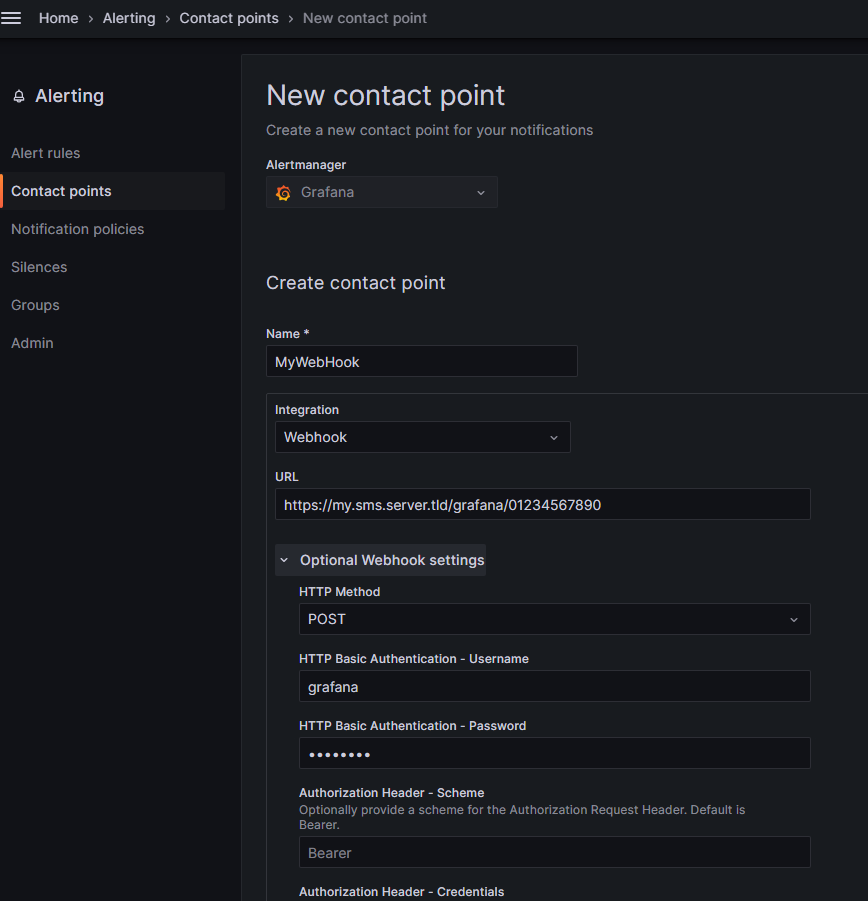 Home › Alerting › Contact points › New contact point
Alerting
Alert rules
Contact points
Notification policies
Silences
Groups
Admin
New contact point
Create a new contact point for your notifications
Alertmanager
Grafana
Create contact point
Name *
MyWebHook
Integration
Webhook
URL
https://my.sms.server.tld/grafana/01234567890
Optional Webhook settings
HTTP Method
POST
HTTP Basic Authentication - Username
grafana
HTTP Basic Authentication - Password
••••••••
Authorization Header - Scheme
Optionally provide a scheme for the Authorization Request Header. Default is
Bearer.
Bearer
Authorization Header - Credentials